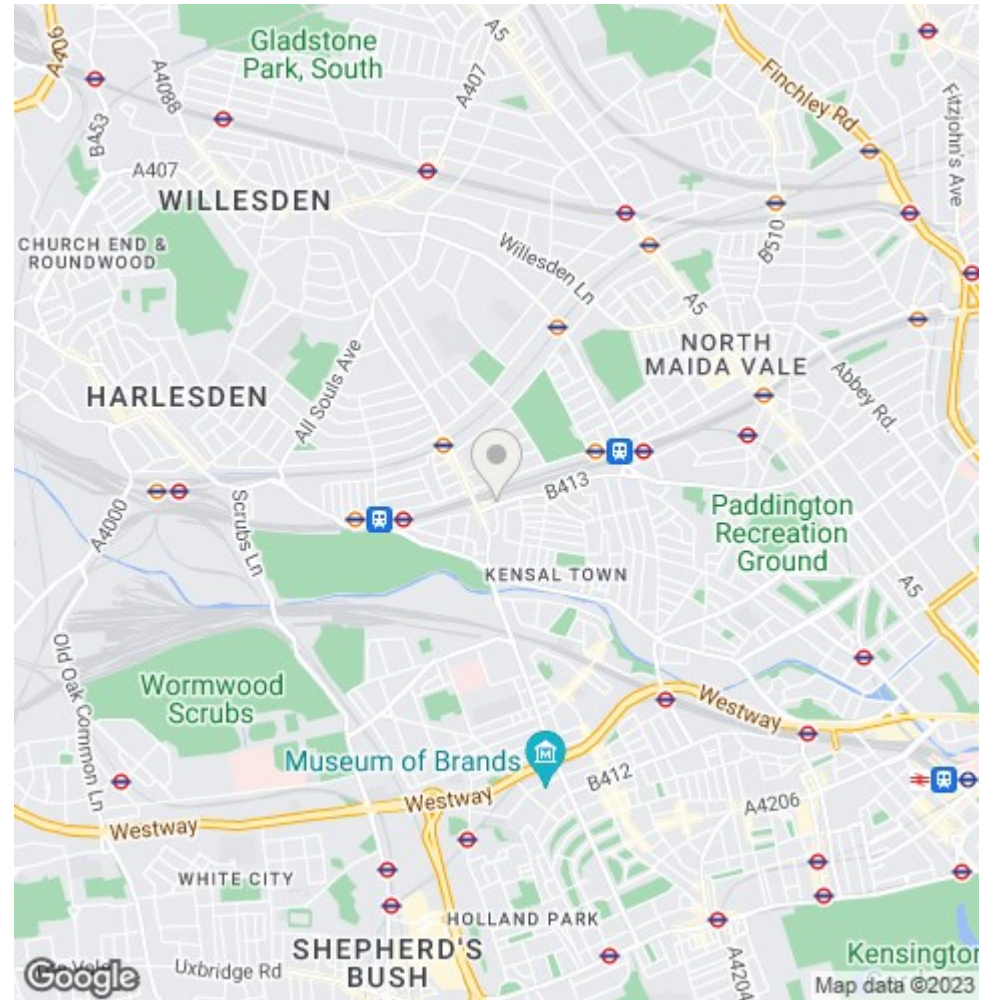 A406
Gladstone
Park, South
A5
A4088
A407
Finchley Rd
Fitzjohn's Ave
B453
A407
WILLESDEN
CHURCH END &
ROUNDWOOD
Willesden Ln
B510
A5
NORTH
MAIDA VALE
All Souls Ave
Abbey Rd.
HARLESDEN
B413
A4000
Scrubs Ln
Paddington
Recreation
Ground
KENSAL TOWN
A5
Old Oak Common Ln
Wormwood
Scrubs
Westway
Museum of Brands
M
B412
Westway
A4206
Westway
WHITE CITY
HOLLAND PARK
SHEPHERD'S
BUSH
A4204
Kensington
Uxbridge Rd
Google
Map data ©2023